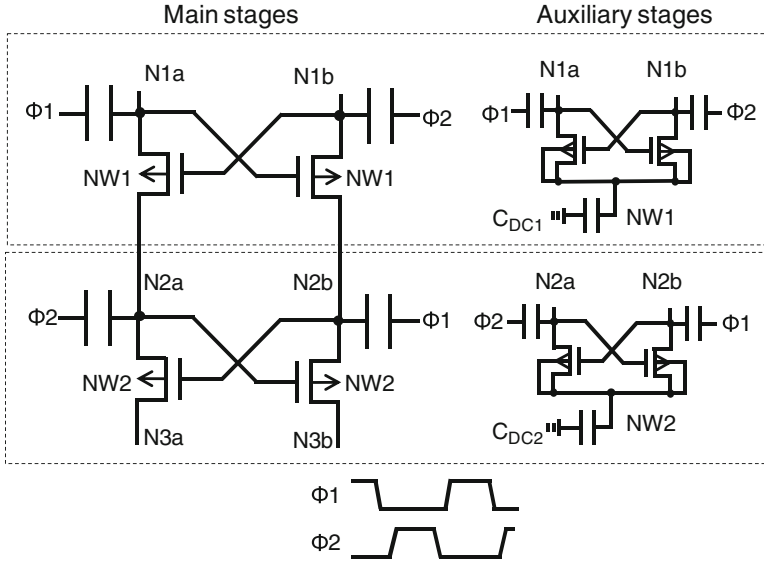 Main stages
Auxiliary stages
N1a
N1b
Φ1
Φ2
NW1
NW1
N1a
N1b
Φ1
Φ2
C_DC1
NW1
N2a
N2b
Φ2
Φ1
NW2
NW2
N3a
N3b
N2a
N2b
Φ2
Φ1
C_DC2
NW2
Φ1
Φ2